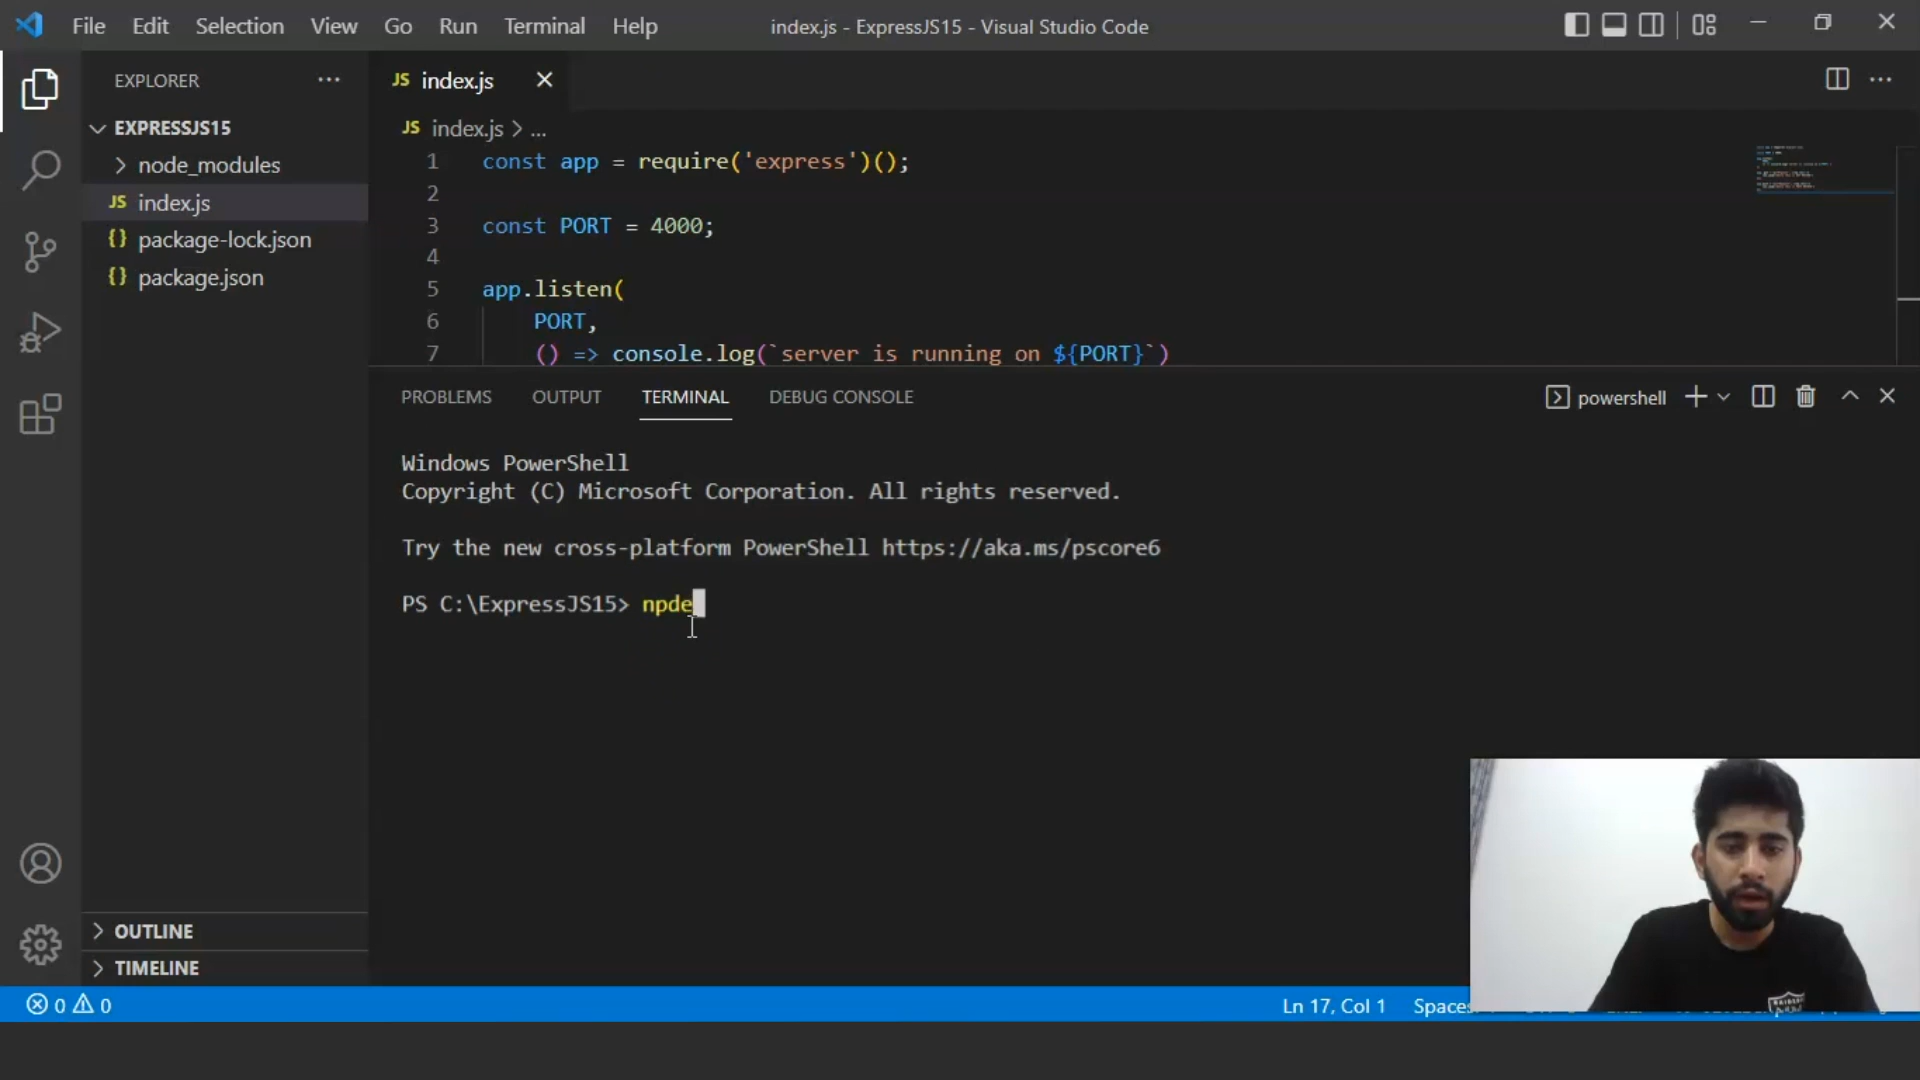 File Edit Selection View Go Run Terminal Help
index.js - ExpressJS15 - Visual Studio Code
EXPLORER
EXPRESSJS15
node_modules
JS index.js
{} package-lock.json
{} package.json
OUTLINE
TIMELINE
JS index.js
JS index.js > ...
1 const app = require('express')();
2
3 const PORT = 4000;
4
5 app.listen(
6 PORT,
7 () => console.log(`server is running on ${PORT}`)
PROBLEMS OUTPUT TERMINAL DEBUG CONSOLE
powershell
Windows PowerShell
Copyright (C) Microsoft Corporation. All rights reserved.
Try the new cross-platform PowerShell https://aka.ms/pscore6
PS C:\ExpressJS15> npde
0 0
Ln 17, Col 1 Spaces: